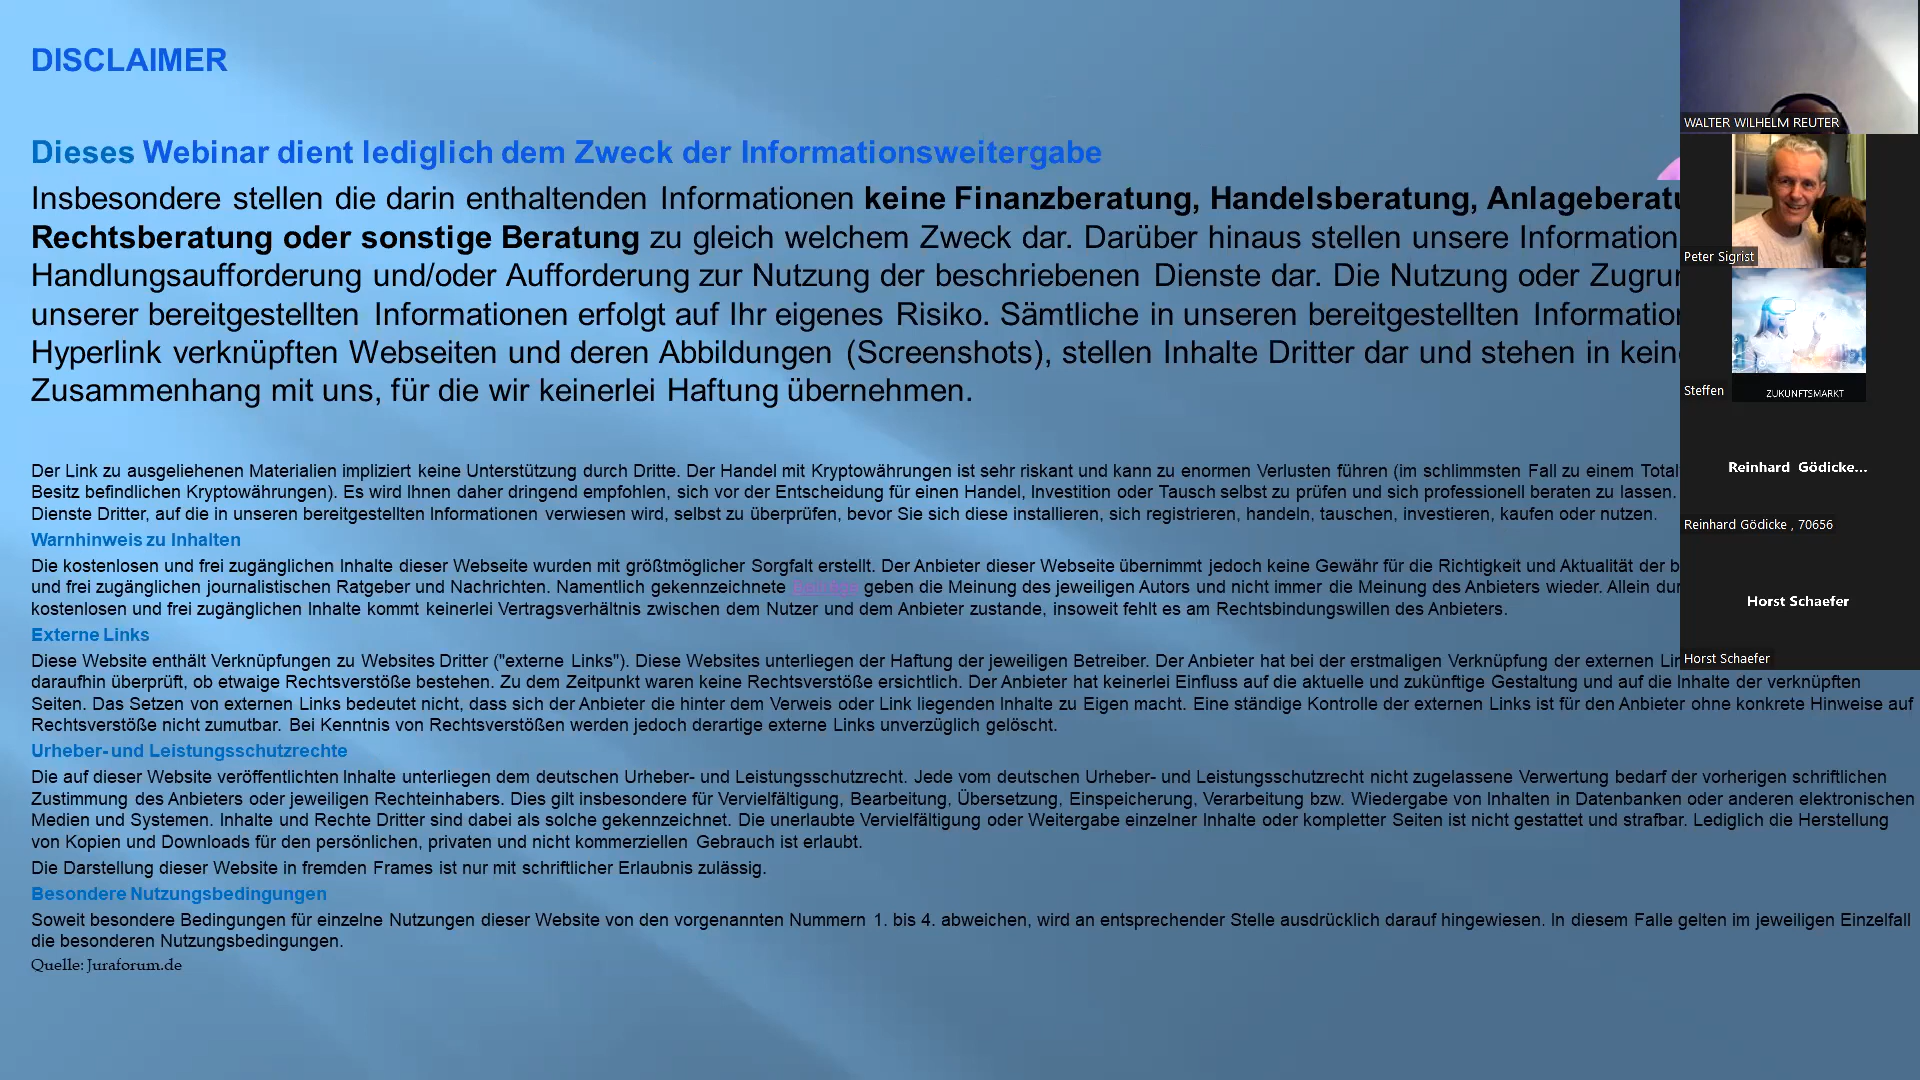 DISCLAIMER
Dieses Webinar dient lediglich dem Zweck der Informationsweitergabe
Insbesondere stellen die darin enthaltenden Informationen keine Finanzberatung, Handelsberatung,
Rechtsberatung oder sonstige Beratung zu gleich welchem Zweck dar. Darüber hinaus stellen unsere Information
Handlungsaufforderung und/oder Aufforderung zur Nutzung der beschriebenen Dienste dar. Die Nutzung oder
unserer bereitgestellten Informationen erfolgt auf Ihr eigenes Risiko. Sämtliche in unseren bereitgestellten
Hyperlink verknüpften Webseiten und deren Abbildungen (Screenshots), stellen Inhalte Dritter dar und stehen in
Zusammenhang mit uns, für die wir keinerlei Haftung übernehmen.
Der Link zu ausgeliehenen Materialien impliziert keine Unterstützung durch Dritte. Der Handel mit Kryptowährungen ist sehr riskant und kann zu enormen Verlusten führen (im schlimmsten Fall zu einem Total
Besitz befindlichen Kryptowährungen). Es wird Ihnen daher dringend empfohlen, sich vor der Entscheidung für einen Handel, Investition oder Tausch selbst zu prüfen und sich professionell beraten zu lassen.
Dienste Dritter, auf die in unseren bereitgestellten Informationen verwiesen wird, selbst zu überprüfen, bevor Sie sich diese installieren, sich registrieren, handeln, tauschen, investieren, kaufen oder nutzen.
Warnhinweis zu Inhalten
Die kostenlosen und frei zugänglichen Inhalte dieser Webseite wurden mit größtmöglicher Sorgfalt erstellt. Der Anbieter dieser Webseite übernimmt jedoch keine Gewähr für die Richtigkeit und Aktualität der
und frei zugänglichen journalistischen Ratgeber und Nachrichten. Namentlich gekennzeichnete Beiträge geben die Meinung des jeweiligen Autors und nicht immer die Meinung des Anbieters wieder. Allein
kostenlosen und frei zugänglichen Inhalte kommt keinerlei Vertragsverhältnis zwischen dem Nutzer und dem Anbieter zustande, insoweit fehlt es am Rechtsbindungswillen des Anbieters.
Externe Links
Diese Website enthält Verknüpfungen zu Websites Dritter ("externe Links"). Diese Websites unterliegen der Haftung der jeweiligen Betreiber. Der Anbieter hat bei der erstmaligen Verknüpfung der externen
daraufhin überprüft, ob etwaige Rechtsverstöße bestehen. Zu dem Zeitpunkt waren keine Rechtsverstöße ersichtlich. Der Anbieter hat keinerlei Einfluss auf die aktuelle und zukünftige Gestaltung und auf die Inhalte der verknüpften
Seiten. Das Setzen von externen Links bedeutet nicht, dass sich der Anbieter die hinter dem Verweis oder Link liegenden Inhalte zu Eigen macht. Eine ständige Kontrolle der externen Links ist für den Anbieter ohne konkrete Hinweise auf
Rechtsverstöße nicht zumutbar. Bei Kenntnis von Rechtsverstößen werden jedoch derartige externe Links unverzüglich gelöscht.
Urheber- und Leistungsschutzrechte
Die auf dieser Website veröffentlichten Inhalte unterliegen dem deutschen Urheber- und Leistungsschutzrecht. Jede vom deutschen Urheber- und Leistungsschutzrecht nicht zugelassene Verwertung bedarf der vorherigen schriftlichen
Zustimmung des Anbieters oder jeweiligen Rechteinhabers. Dies gilt insbesondere für Vervielfältigung, Bearbeitung, Übersetzung, Einspeicherung, Verarbeitung bzw. Wiedergabe von Inhalten in Datenbanken oder anderen elektronischen
Medien und Systemen. Inhalte und Rechte Dritter sind dabei als solche gekennzeichnet. Die unerlaubte Vervielfältigung oder Weitergabe einzelner Inhalte oder kompletter Seiten ist nicht gestattet und strafbar. Lediglich die Herstellung
von Kopien und Downloads für den persönlichen, privaten und nicht kommerziellen Gebrauch ist erlaubt.
Die Darstellung dieser Website in fremden Frames ist nur mit schriftlicher Erlaubnis zulässig.
Besondere Nutzungsbedingungen
Soweit besondere Bedingungen für einzelne Nutzungen dieser Website von den vorgenannten Nummern 1. bis 4. abweichen, wird an entsprechender Stelle ausdrücklich darauf hingewiesen. In diesem Falle gelten im jeweiligen Einzelfall
die besonderen Nutzungsbedingungen.
Quelle: Juraforum.de
WALTER WILHELM REUTER
Peter Sigrist
Steffen
ZUKUNFTSMARKT
Reinhard Gödicke...
Reinhard Gödicke , 70656
Horst Schaefer
Horst Schaefer